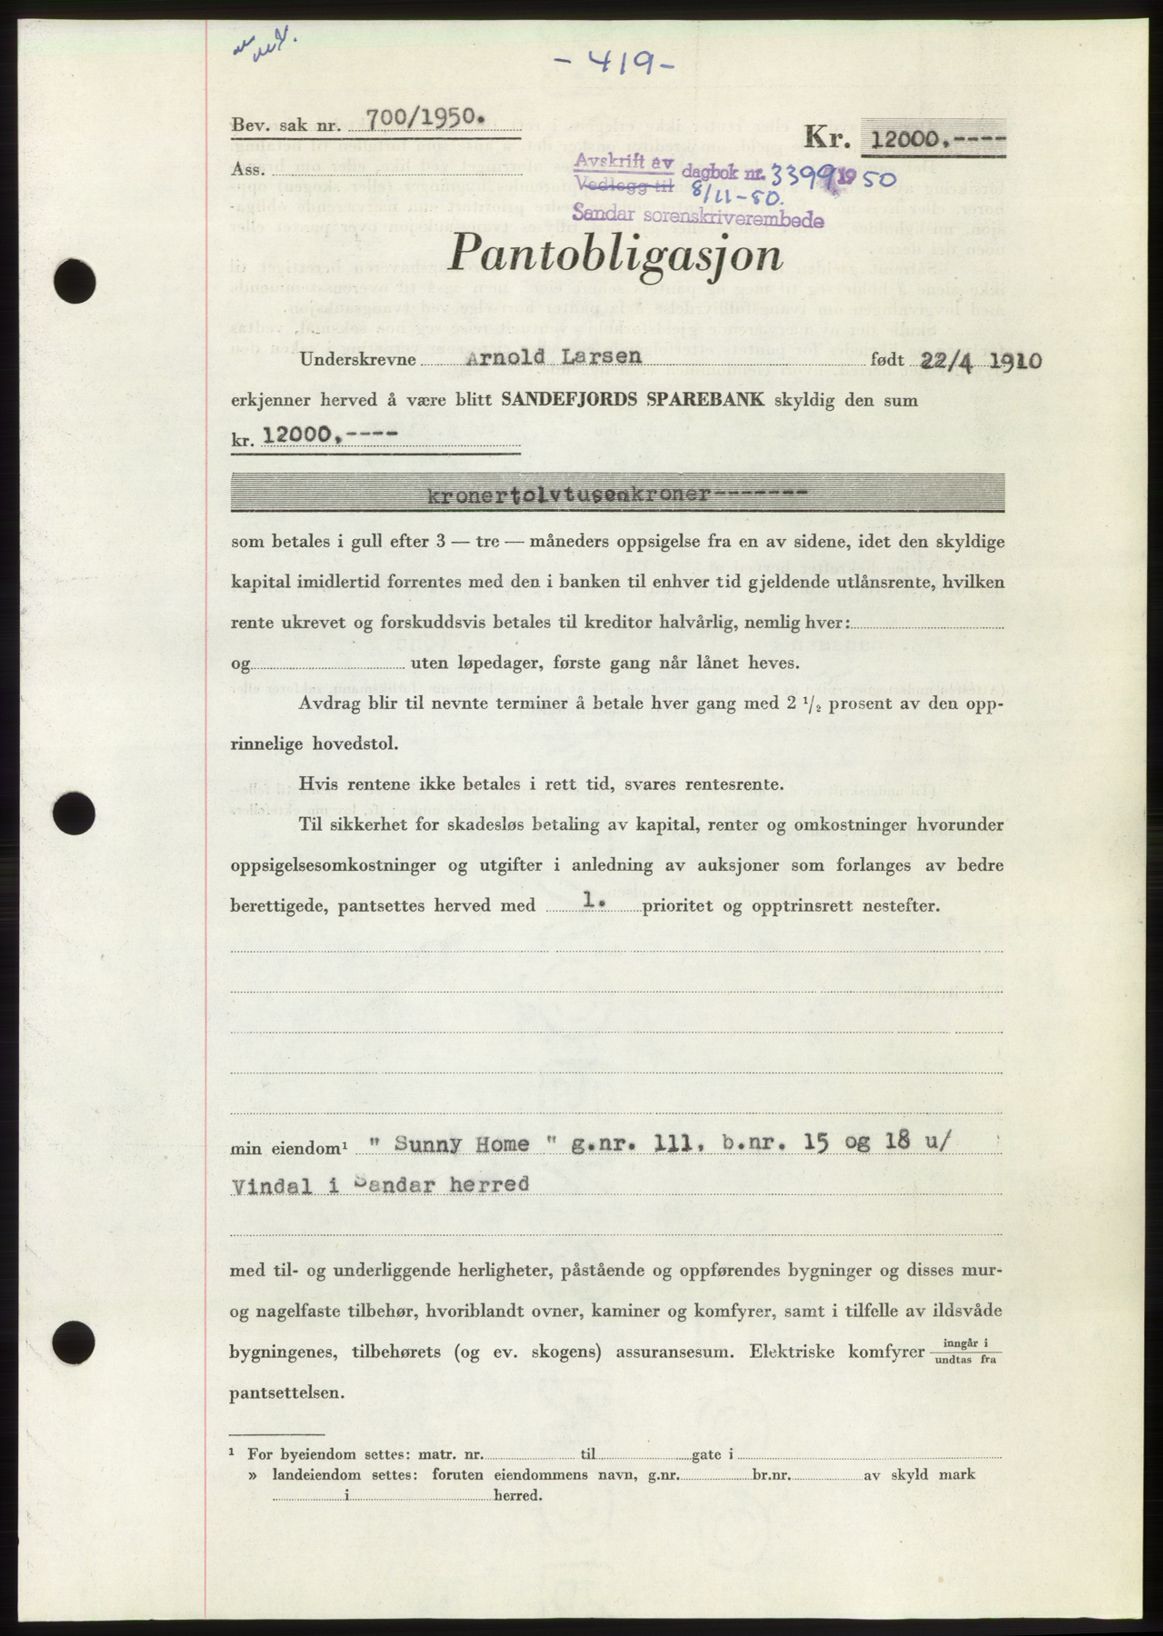 - 419-
Bev. sak nr. 700/1950.
Kr. 12000.----
Ass.
Avskrift av
Vedlegg til
dagbok nr. 3399 1950
8/11-50.
Sandar sorenskriverembede
Pantobligasjon
Underskrevne Arnold Larsen født 22/4 1910
erkjenner herved å være blitt SANDEFJORDS SPAREBANK skyldig den sum
kr. 12000.----
kronertolvtusenkroner-------
som betales i gull efter 3 — tre — måneders oppsigelse fra en av sidene, idet den skyldige
kapital imidlertid forrentes med den i banken til enhver tid gjeldende utlånsrente, hvilken
rente ukrevet og forskuddsvis betales til kreditor halvårlig, nemlig hver:
og uten løpedager, første gang når lånet heves.
Avdrag blir til nevnte terminer å betale hver gang med 2 1/2 prosent av den opp-
rinnelige hovedstol.
Hvis rentene ikke betales i rett tid, svares rentesrente.
Til sikkerhet for skadesløs betaling av kapital, renter og omkostninger hvorunder
oppsigelsesomkostninger og utgifter i anledning av auksjoner som forlanges av bedre
berettigede, pantsettes herved med 1. prioritet og opptrinsrett nestefter.
min eiendom¹ " Sunny Home " g.nr. 111, b.nr. 15 og 18 u/
Vindal i Sandar herred
med til- og underliggende herligheter, påstående og oppførendes bygninger og disses mur-
og nagelfaste tilbehør, hvoriblandt ovner, kaminer og komfyrer, samt i tilfelle av ildsvåde
bygningenes, tilbehørets (og ev. skogens) assuransesum. Elektriske komfyrer inngår i
undtas fra
pantsettelsen.
¹ For byeiendom settes: matr. nr. til gate i
» landeiendom settes: foruten eiendommens navn, g.nr. br.nr. av skyld mark
i herred.